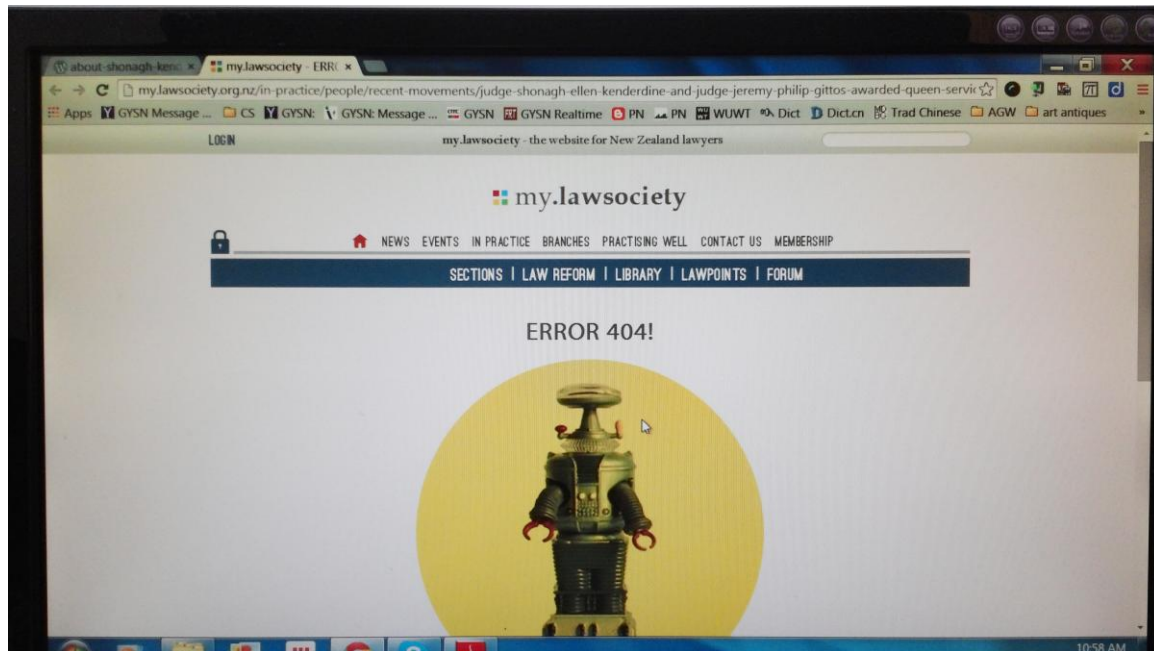 about-shonagh-kend
my.lawsociety - ERR
my.lawsociety.org.nz/in-practice/people/recent-movements/judge-shonagh-ellen-kenderdine-and-judge-jeremy-philip-gittos-awarded-queen-servic
Apps GYSN Message ... CS GYSN: GYSN: Message ... GYSN GYSN Realtime PN PN WUWT Dict Dict.cn Trad Chinese AGW art antiques »
LOGIN my.lawsociety - the website for New Zealand lawyers
my.lawsociety
NEWS EVENTS IN PRACTICE BRANCHES PRACTISING WELL CONTACT US MEMBERSHIP
SECTIONS | LAW REFORM | LIBRARY | LAWPOINTS | FORUM
ERROR 404!
10:58 AM